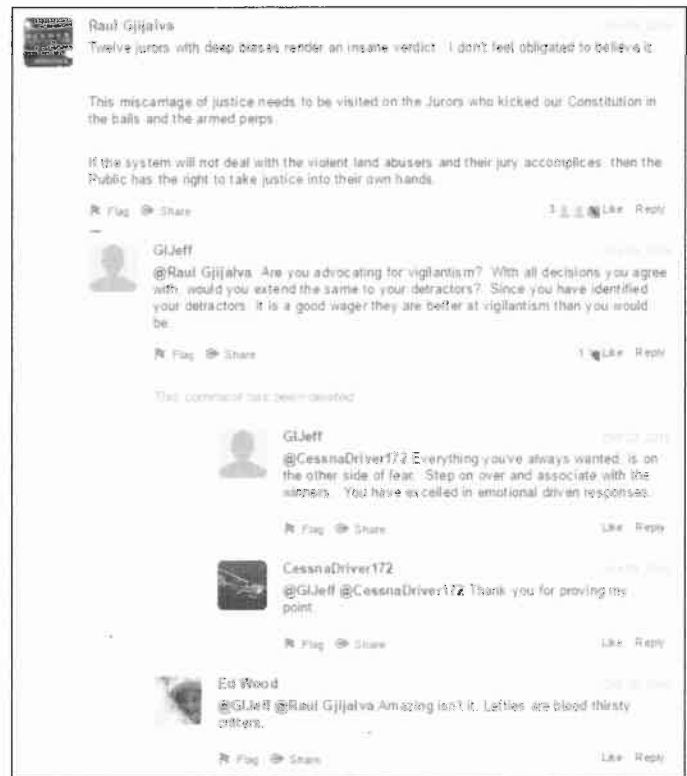 Raul Gjijalva
Twelve jurors with deep biases render an insane verdict. I don't feel obligated to believe it.
This miscarriage of justice needs to be visited on the Jurors who kicked our Constitution in
the balls and the armed perps.
If the system will not deal with the violent land abusers and their jury accomplices, then the
Public has the right to take justice into their own hands.
Flag Share 3 Like Reply
GIJeff
@Raul Gjijalva Are you advocating for vigilantism? With all decisions you agree
with, would you extend the same to your detractors? Since you have identified
your detractors, it is a good wager they are better at vigilantism than you would
be.
Flag Share 1 Like Reply
This comment has been deleted
GIJeff
@CessnaDriver172 Everything you've always wanted, is on
the other side of fear. Step on over and associate with the
winners. You have excelled in emotional driven responses.
Flag Share Like Reply
CessnaDriver172
@GIJeff @CessnaDriver172 Thank you for proving my
point.
Flag Share Like Reply
Ed Wood
@GIJeff @Raul Gjijalva Amazing isn't it. Lefties are blood thirsty
critters.
Flag Share Like Reply